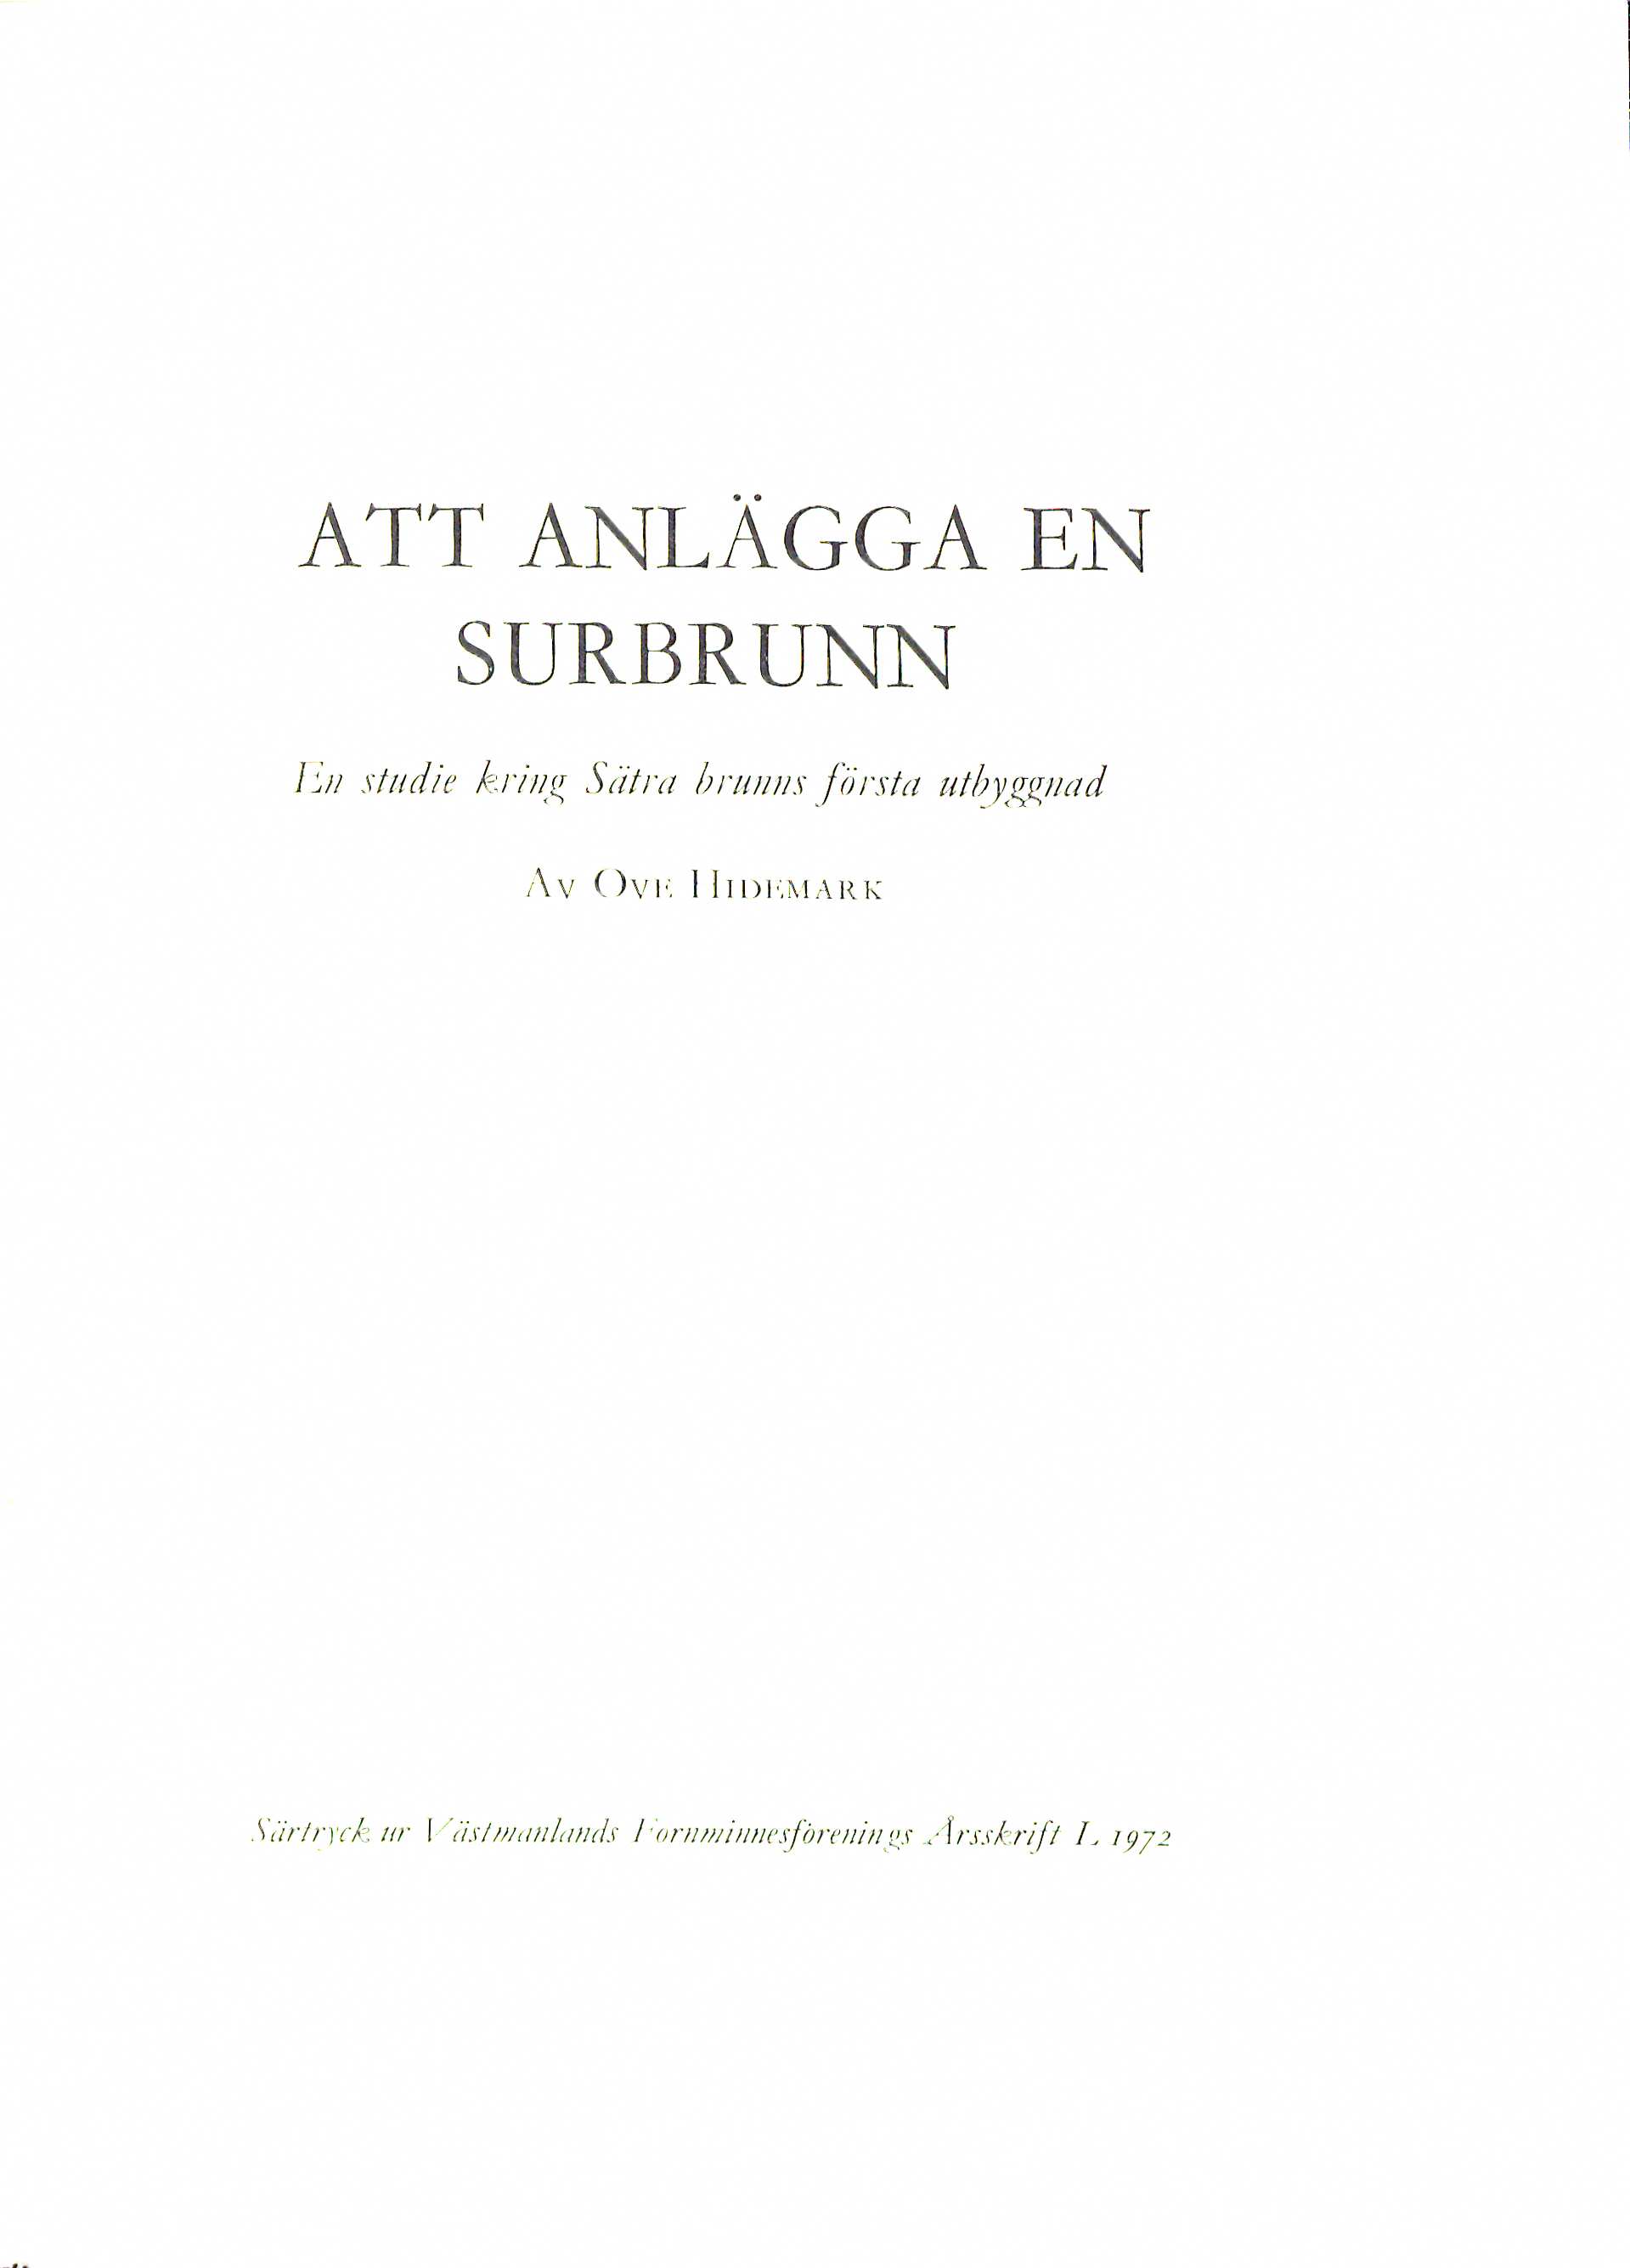 ATT ANLÄGGA EN
SURBRUNN
En studie kring Sätra brunns första utbyggnad
Av Ove Hidemark
Särtryck ur Västmanlands Fornminnesförenings Årsskrift L 1972